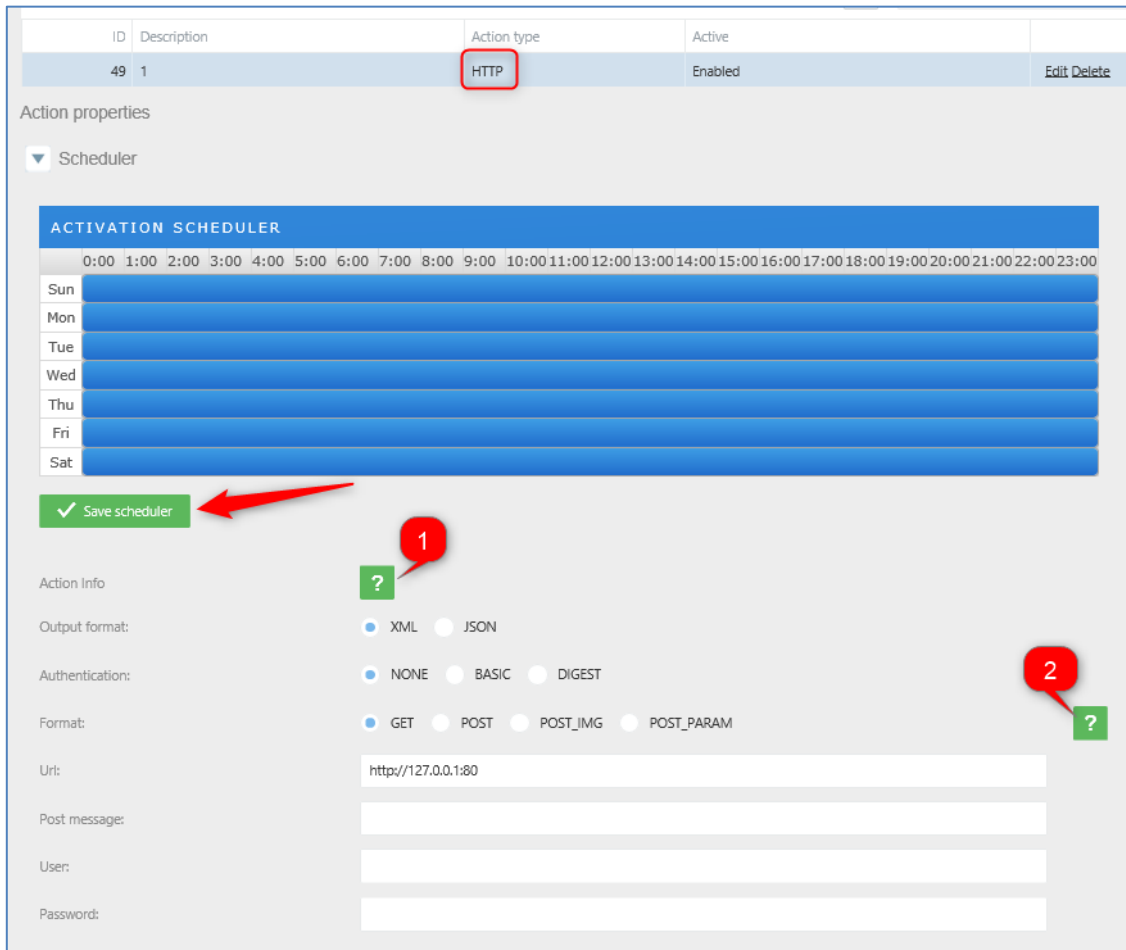 ID Description Action type Active
49 1 HTTP Enabled Edit Delete
Action properties
Scheduler
ACTIVATION SCHEDULER
0:00 1:00 2:00 3:00 4:00 5:00 6:00 7:00 8:00 9:00 10:00 11:00 12:00 13:00 14:00 15:00 16:00 17:00 18:00 19:00 20:00 21:00 22:00 23:00
Sun
Mon
Tue
Wed
Thu
Fri
Sat
Save scheduler
1
Action Info ?
Output format: XML JSON
Authentication: NONE BASIC DIGEST
2
Format: GET POST POST_IMG POST_PARAM ?
Url: http://127.0.0.1:80
Post message:
User:
Password: